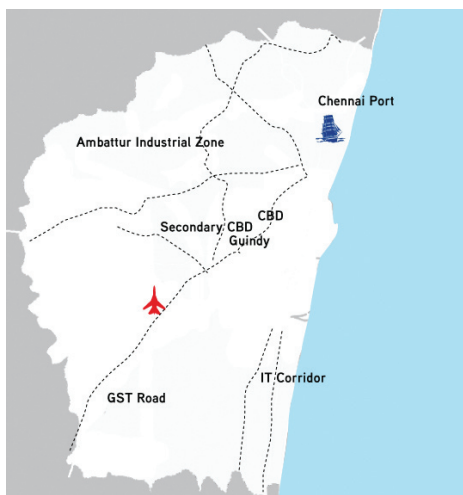 Chennai Port
Ambattur Industrial Zone
CBD
Secondary CBD
Guindy
IT Corridor
GST Road